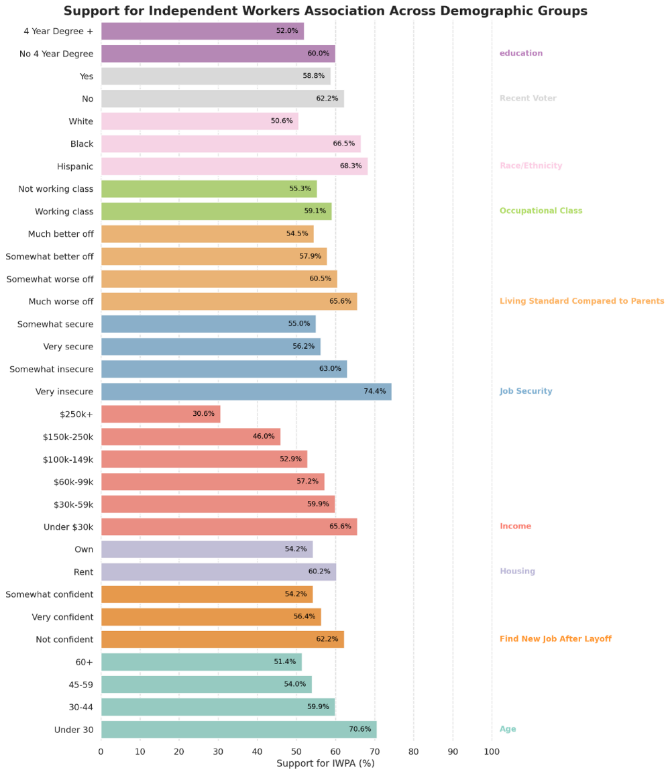 Support for Independent Workers Association Across Demographic Groups
4 Year Degree + 52.0%
No 4 Year Degree 60.0% education
Yes 58.8%
No 62.2% Recent Voter
White 50.6%
Black 66.5%
Hispanic 68.3% Race/Ethnicity
Not working class 55.3%
Working class 59.1% Occupational Class
Much better off 54.5%
Somewhat better off 57.9%
Somewhat worse off 60.5%
Much worse off 65.6% Living Standard Compared to Parents
Somewhat secure 55.0%
Very secure 56.2%
Somewhat insecure 63.0%
Very insecure 74.4% Job Security
$250k+ 30.6%
$150k-250k 46.0%
$100k-149k 52.9%
$60k-99k 57.2%
$30k-59k 59.9%
Under $30k 65.6% Income
Own 54.2%
Rent 60.2% Housing
Somewhat confident 54.2%
Very confident 56.4%
Not confident 62.2% Find New Job After Layoff
60+ 51.4%
45-59 54.0%
30-44 59.9%
Under 30 70.6% Age
0 10 20 30 40 50 60 70 80 90 100
Support for IWPA (%)